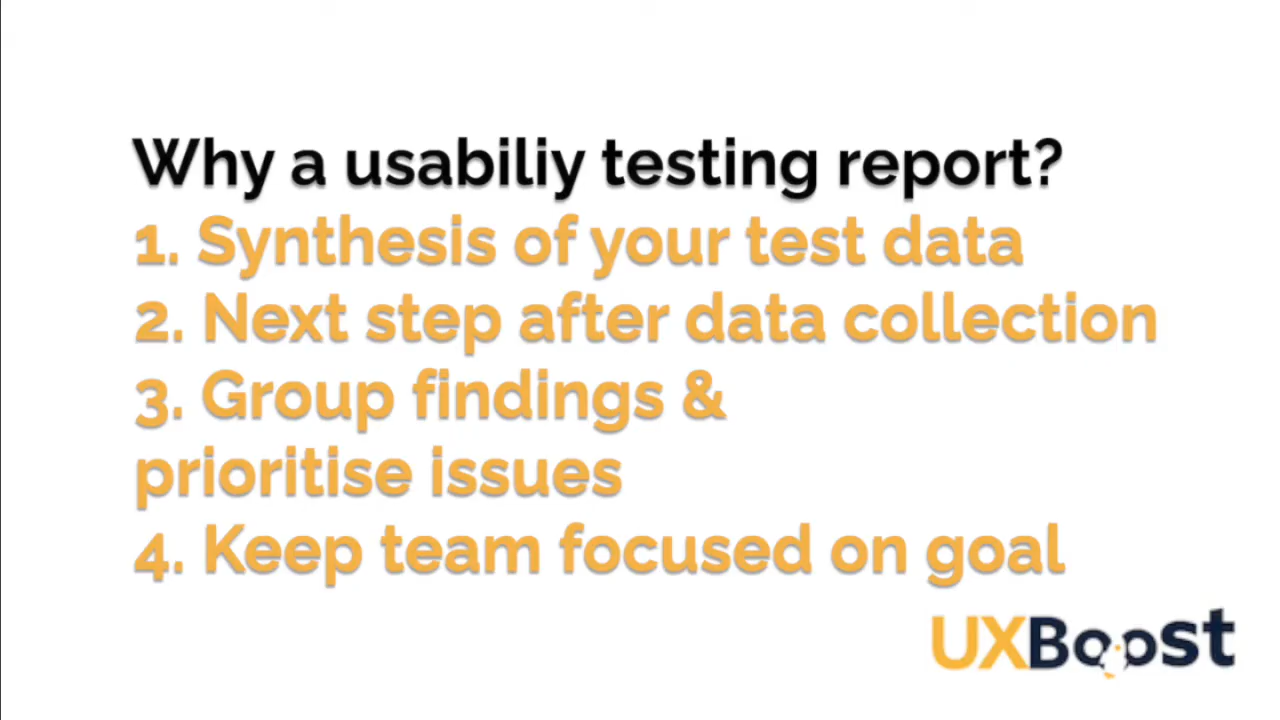 Why a usabiliy testing report?
1. Synthesis of your test data
2. Next step after data collection
3. Group findings &
prioritise issues
4. Keep team focused on goal
UXBoost